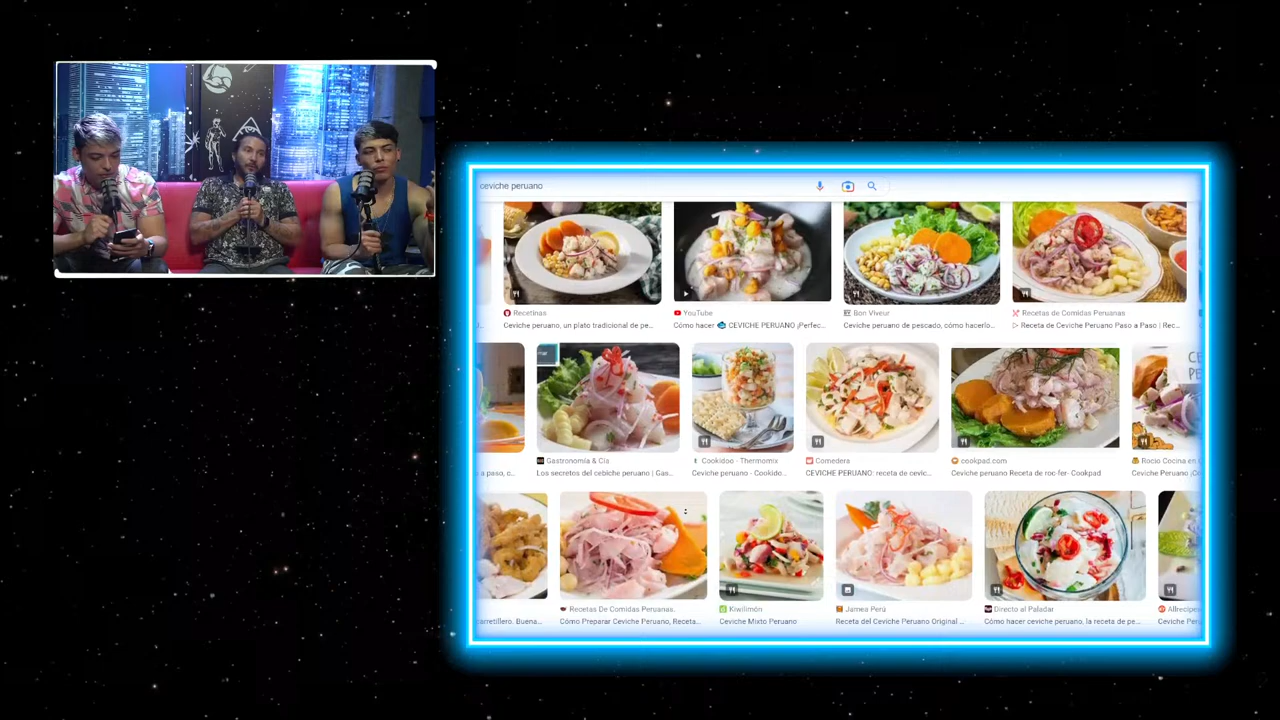 ceviche peruano
Recetinas
Ceviche peruano, un plato tradicional de pe...
YouTube
Cómo hacer CEVICHE PERUANO ¡Perfec...
Bon Viveur
Ceviche peruano de pescado, cómo hacerlo...
Recetas de Comidas Peruanas
Receta de Ceviche Peruano Paso a Paso | Rec...
a paso, c...
Gastronomía & Cía
Los secretos del cebiche peruano | Gas...
Cookidoo - Thermomix
Ceviche peruano - Cookido...
Comedera
CEVICHE PERUANO: receta de cevic...
cookpad.com
Ceviche peruano Receta de roc-fer- Cookpad
Rocio Cocina en
carretillero. Buena...
Recetas De Comidas Peruanas.
Cómo Preparar Ceviche Peruano, Receta...
Kiwilimón
Ceviche Mixto Peruano
Jamea Perú
Receta del Ceviche Peruano Original ...
Directo al Paladar
Cómo hacer ceviche peruano, la receta de pe...
Allrecipes